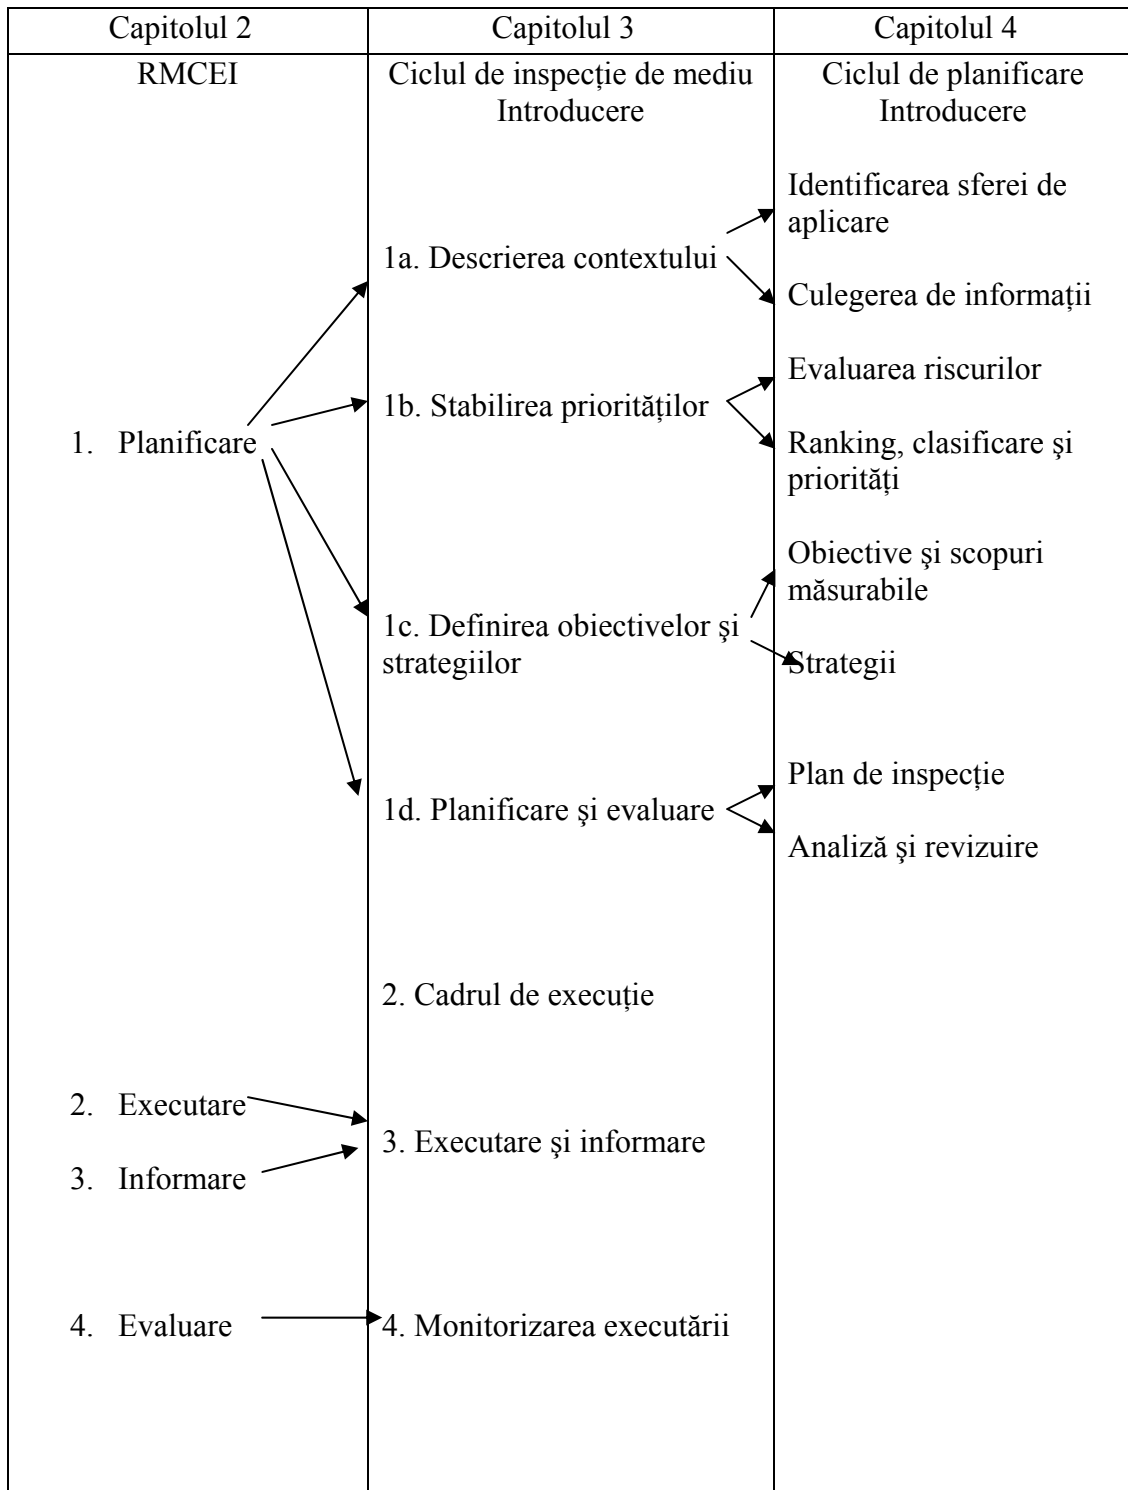 Capitolul 2
Capitolul 3
Capitolul 4
RMCEI
1. Planificare
2. Executare
3. Informare
4. Evaluare
Ciclul de inspecție de mediu
Introducere
1a. Descrierea contextului
1b. Stabilirea priorităților
1c. Definirea obiectivelor şi
strategiilor
1d. Planificare şi evaluare
2. Cadrul de execuție
3. Executare şi informare
4. Monitorizarea executării
Ciclul de planificare
Introducere
Identificarea sferei de
aplicare
Culegerea de informații
Evaluarea riscurilor
Ranking, clasificare şi
priorități
Obiective şi scopuri
măsurabile
Strategii
Plan de inspecție
Analiză şi revizuire